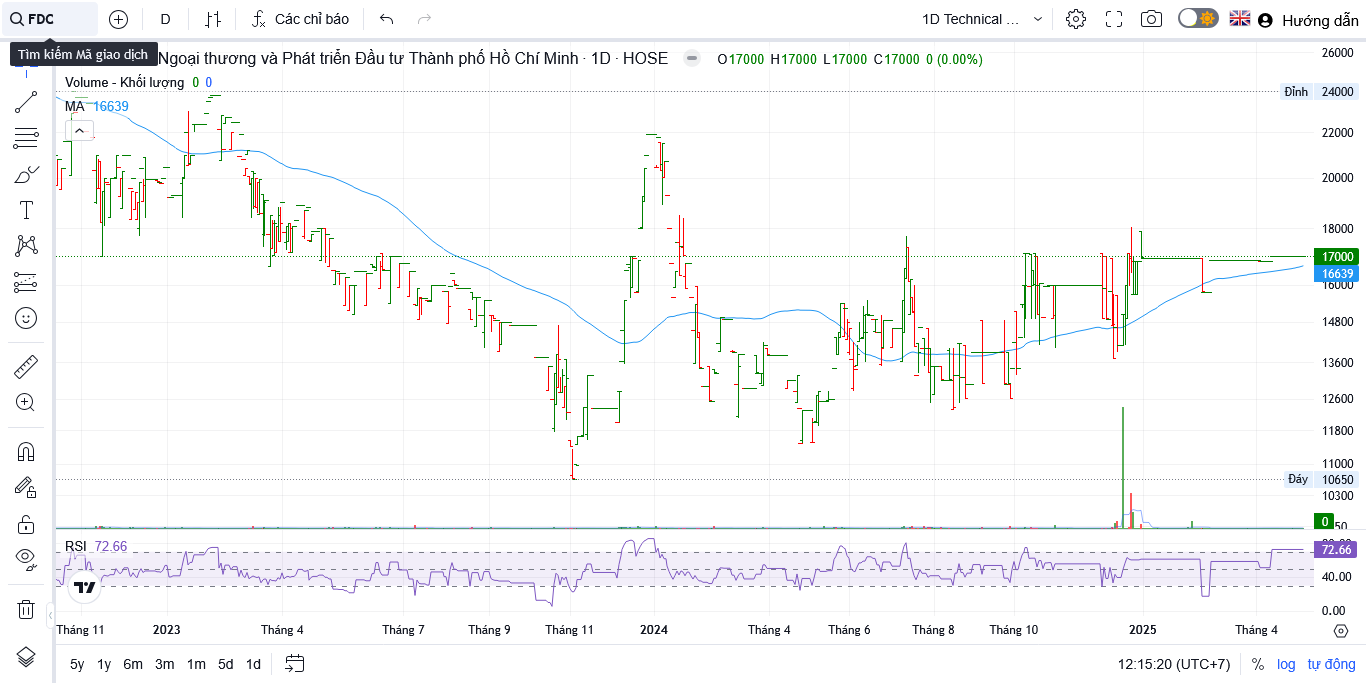 FDC D Các chỉ báo 1D Technical ... Hướng dẫn
Tìm kiếm Mã giao dịch
Ngoại thương và Phát triển Đầu tư Thành phố Hồ Chí Minh · 1D · HOSE O17000 H17000 L17000 C17000 0 (0.00%)
Volume - Khối lượng 0 0
MA 16639
26000
Đỉnh 24000
22000
20000
18000
17000
16639
16000
14800
13600
12600
11800
11000
Đáy 10650
10300
0
RSI 72.66
72.66
40.00
0.00
Tháng 11 2023 Tháng 4 Tháng 7 Tháng 9 Tháng 11 2024 Tháng 4 Tháng 6 Tháng 8 Tháng 10 2025 Tháng 4
5y 1y 6m 3m 1m 5d 1d 12:15:20 (UTC+7) % log tự động